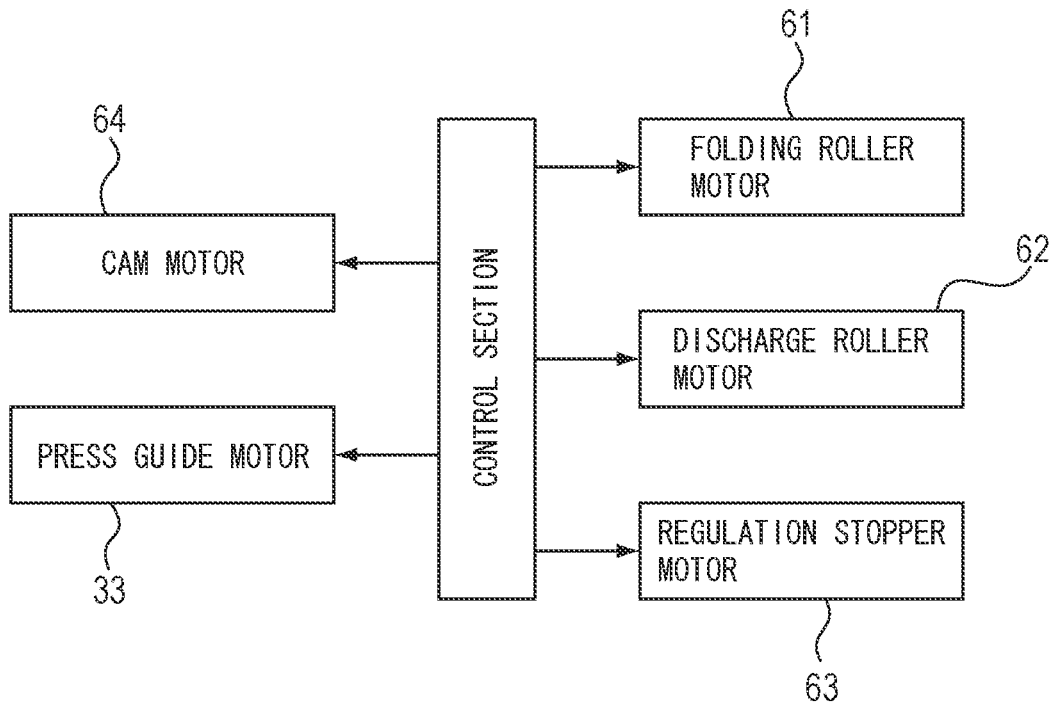 61
64
FOLDING ROLLER
MOTOR
CAM MOTOR
CONTROL SECTION
62
DISCHARGE ROLLER
MOTOR
PRESS GUIDE MOTOR
33
REGULATION STOPPER
MOTOR
63